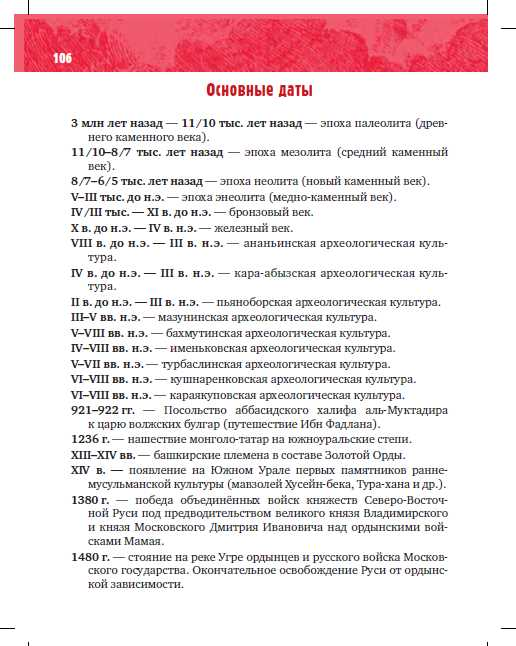 106
Основные даты
3 млн лет назад — 11/10 тыс. лет назад — эпоха палеолита (древ-
него каменного века).
11/10–8/7 тыс. лет назад — эпоха мезолита (средний каменный
век).
8/7–6/5 тыс. лет назад — эпоха неолита (новый каменный век).
V–III тыс. до н.э. — эпоха энеолита (медно-каменный век).
IV/III тыс. — XI в. до н.э. — бронзовый век.
X в. до н.э. — IV в. н.э. — железный век.
VIII в. до н.э. — III в. н.э. — ананьинская археологическая куль-
тура.
IV в. до н.э. — III в. н.э. — кара-абызская археологическая куль-
тура.
II в. до н.э. — III в. н.э. — пьяноборская археологическая культура.
III–V вв. н.э. — мазунинская археологическая культура.
V–VIII вв. н.э. — бахмутинская археологическая культура.
IV–VIII вв. н.э. — именьковская археологическая культура.
V–VII вв. н.э. — турбаслинская археологическая культура.
VI–VIII вв. н.э. — кушнаренковская археологическая культура.
VI–VIII вв. н.э. — караякуповская археологическая культура.
921–922 гг. — Посольство аббасидского халифа аль-Муктадира
к царю волжских булгар (путешествие Ибн Фадлана).
1236 г. — нашествие монголо-татар на южноуральские степи.
XIII–XIV вв. — башкирские племена в составе Золотой Орды.
XIV в. — появление на Южном Урале первых памятников ранне-
мусульманской культуры (мавзолей Хусейн-бека, Тура-хана и др.).
1380 г. — победа объединённых войск княжеств Северо-Восточ-
ной Руси под предводительством великого князя Владимирского
и князя Московского Дмитрия Ивановича над ордынскими вой-
сками Мамая.
1480 г. — стояние на реке Угре ордынцев и русского войска Москов-
ского государства. Окончательное освобождение Руси от ордынс-
кой зависимости.